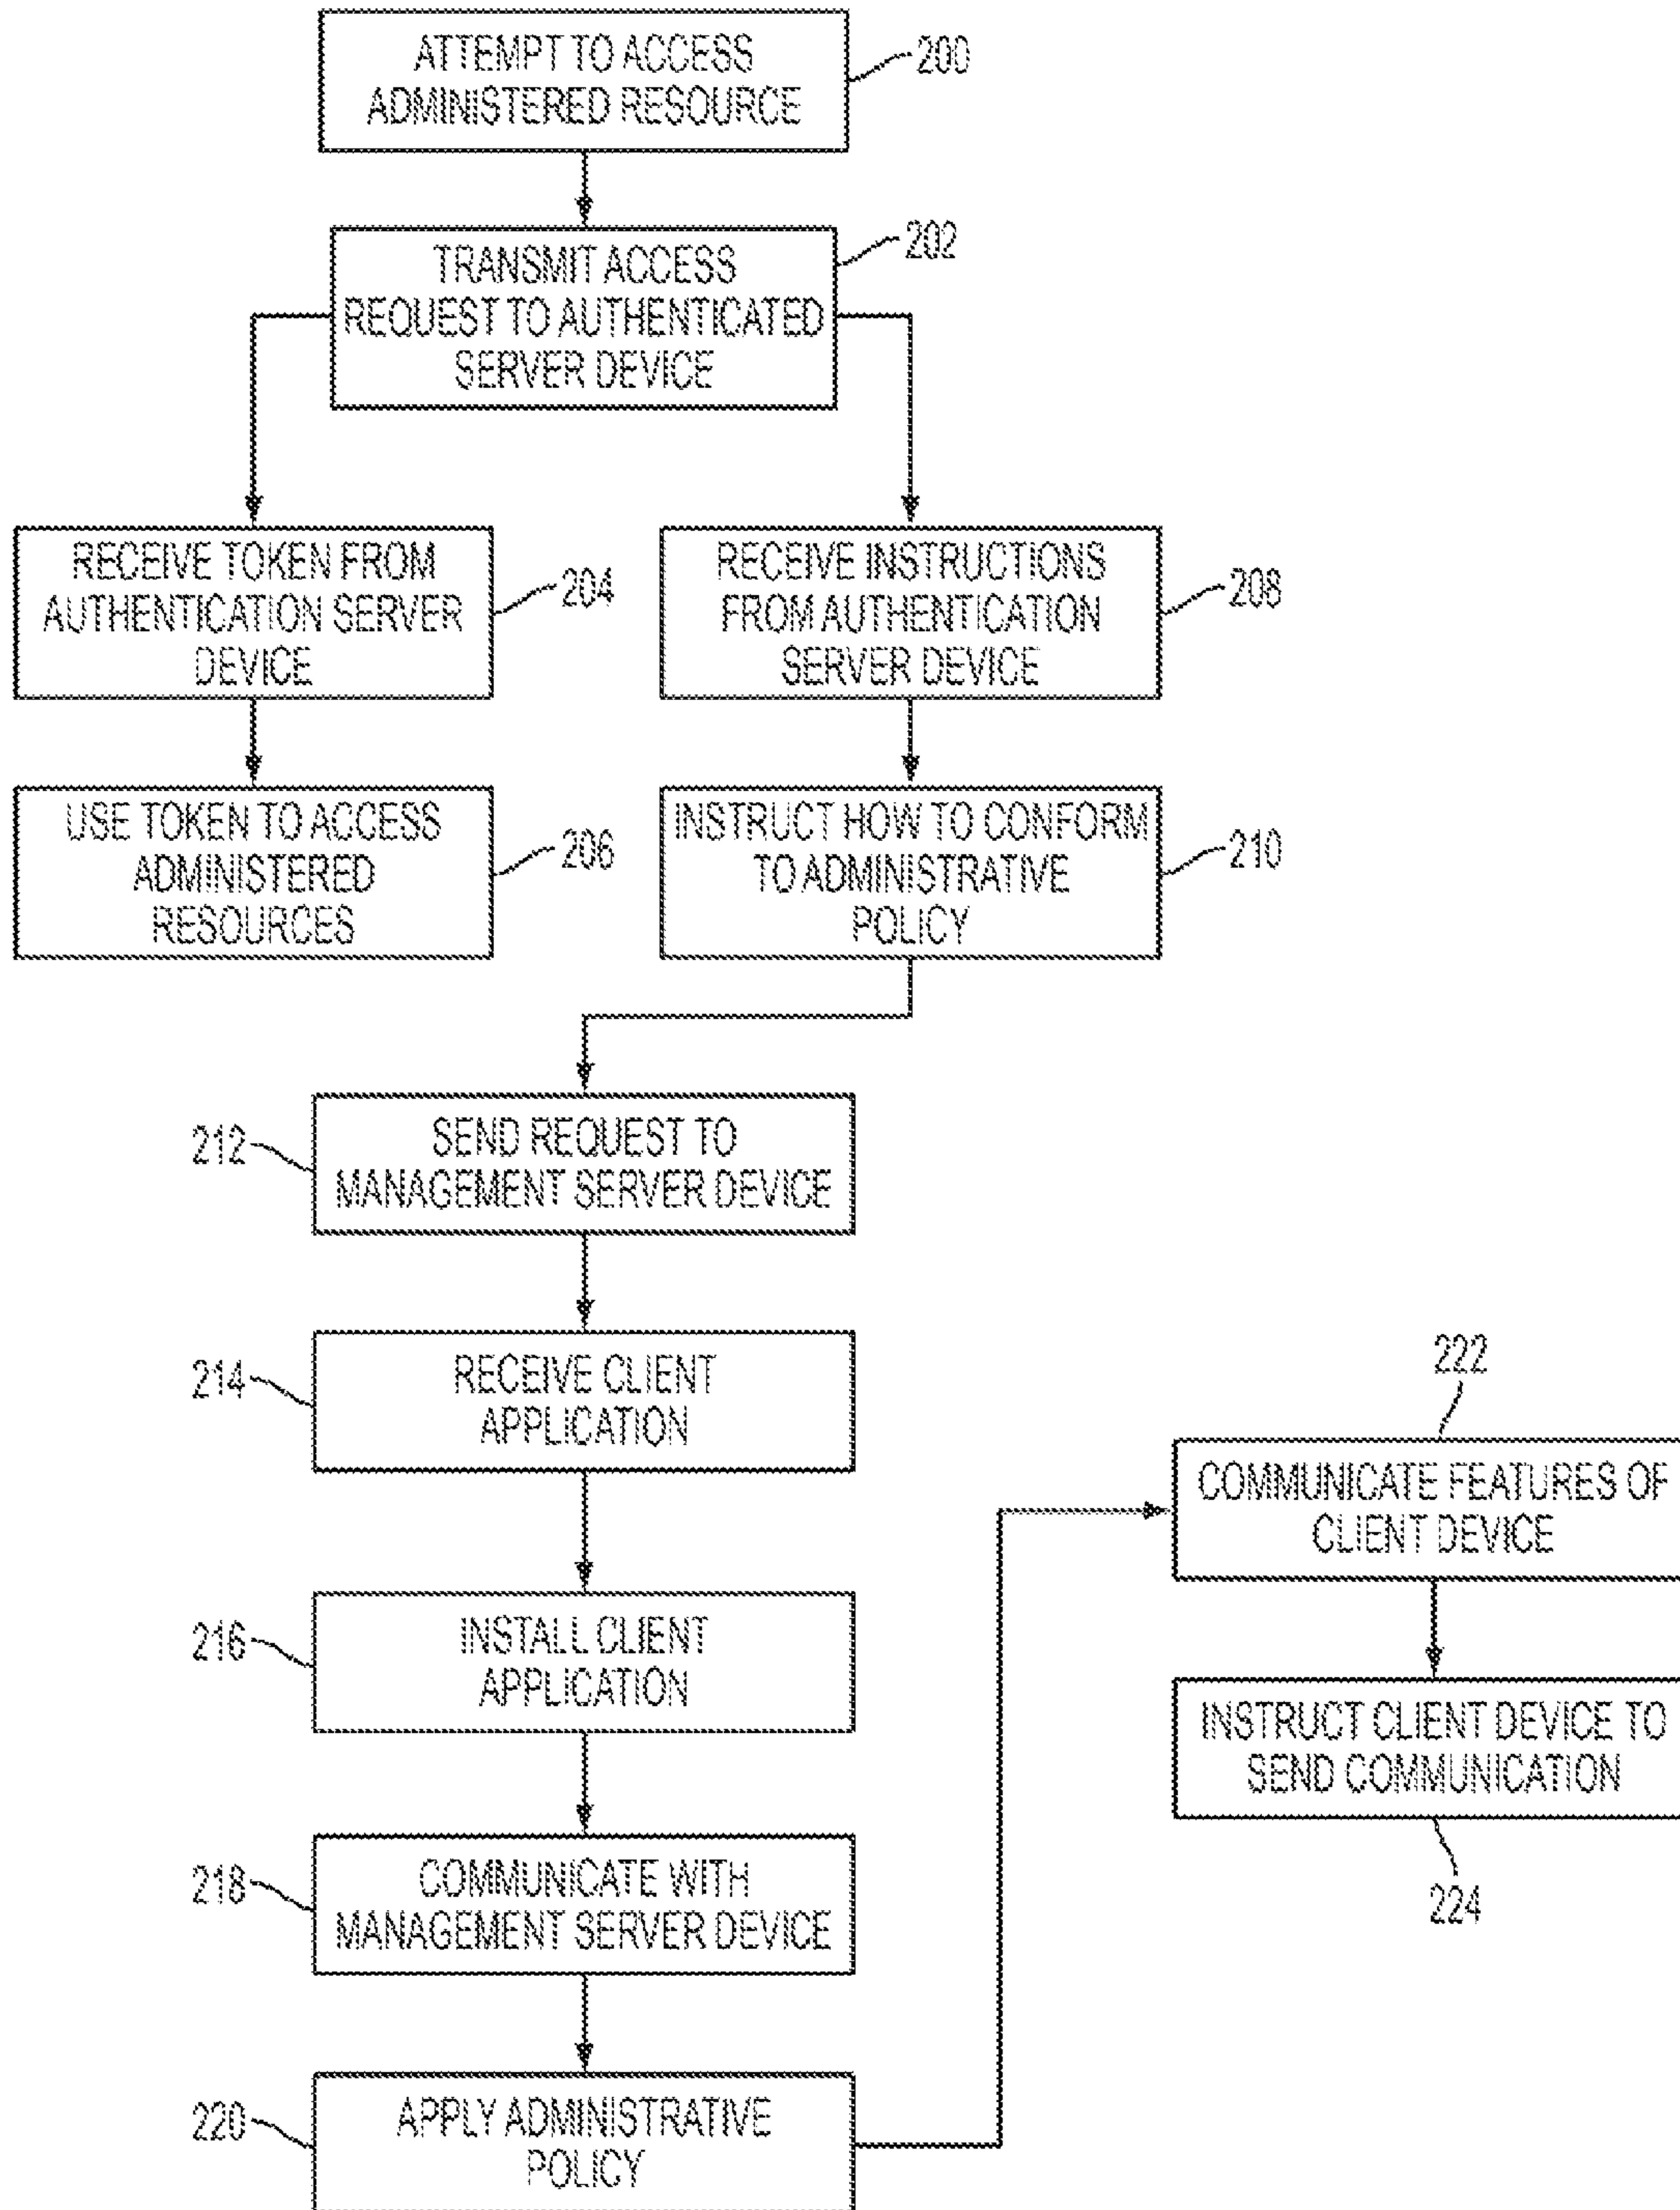 ATTEMPT TO ACCESS
ADMINISTERED RESOURCE
200
TRANSMIT ACCESS
REQUEST TO AUTHENTICATED
SERVER DEVICE
202
RECEIVE TOKEN FROM
AUTHENTICATION SERVER
DEVICE
204
RECEIVE INSTRUCTIONS
FROM AUTHENTICATION
SERVER DEVICE
208
USE TOKEN TO ACCESS
ADMINISTERED
RESOURCES
206
INSTRUCT HOW TO CONFORM
TO ADMINISTRATIVE
POLICY
210
212
SEND REQUEST TO
MANAGEMENT SERVER DEVICE
214
RECEIVE CLIENT
APPLICATION
216
INSTALL CLIENT
APPLICATION
218
COMMUNICATE WITH
MANAGEMENT SERVER DEVICE
220
APPLY ADMINISTRATIVE
POLICY
222
COMMUNICATE FEATURES OF
CLIENT DEVICE
INSTRUCT CLIENT DEVICE TO
SEND COMMUNICATION
224